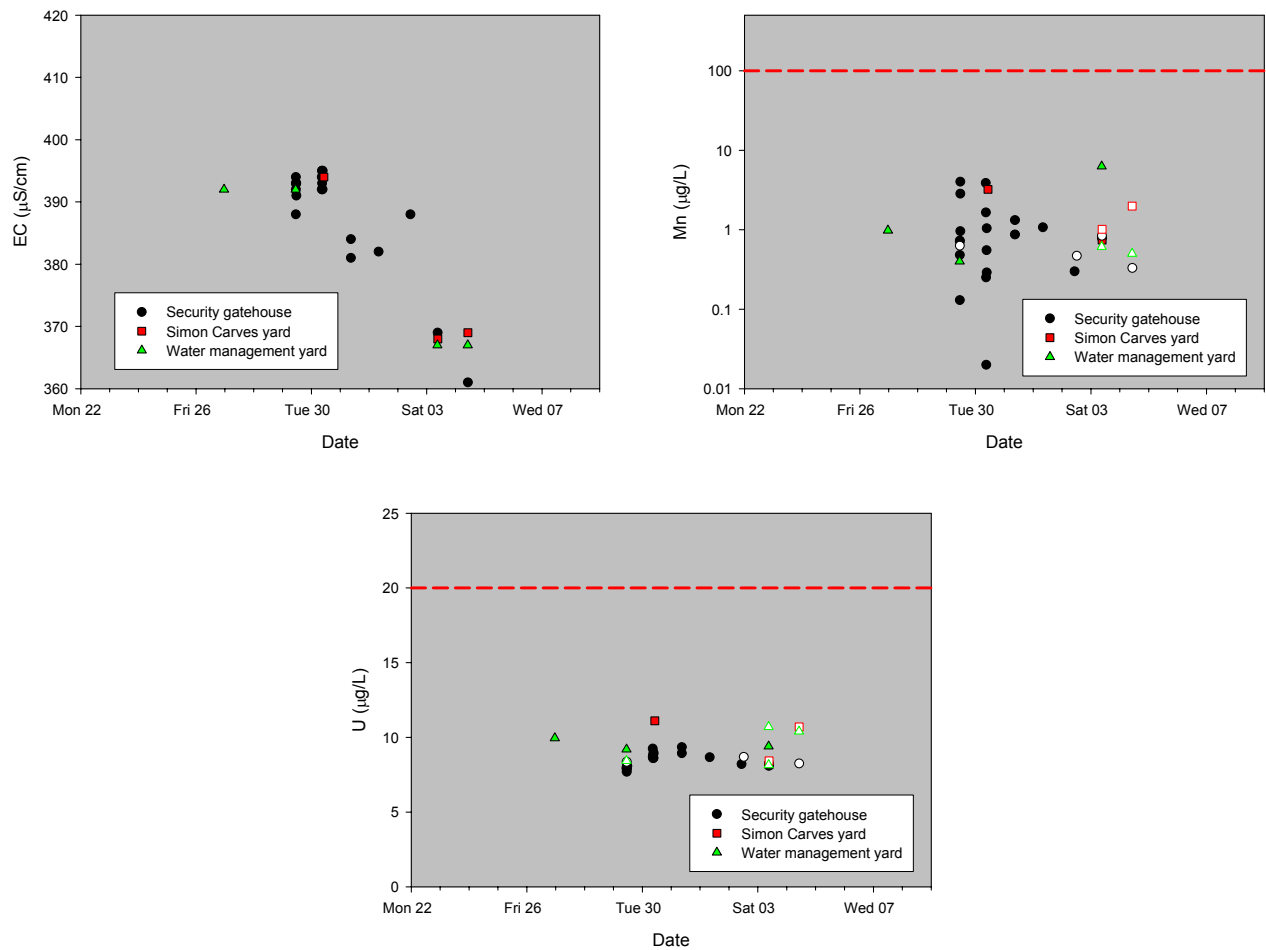 420
410
400
390
380
370
360
EC (μS/cm)
Security gatehouse
Simon Carves yard
Water management yard
Mon 22 Fri 26 Tue 30 Sat 03 Wed 07
Date
100
10
1
0.1
0.01
Mn (μg/L)
Security gatehouse
Simon Carves yard
Water management yard
Mon 22 Fri 26 Tue 30 Sat 03 Wed 07
Date
25
20
15
10
5
0
U (μg/L)
Security gatehouse
Simon Carves yard
Water management yard
Mon 22 Fri 26 Tue 30 Sat 03 Wed 07
Date